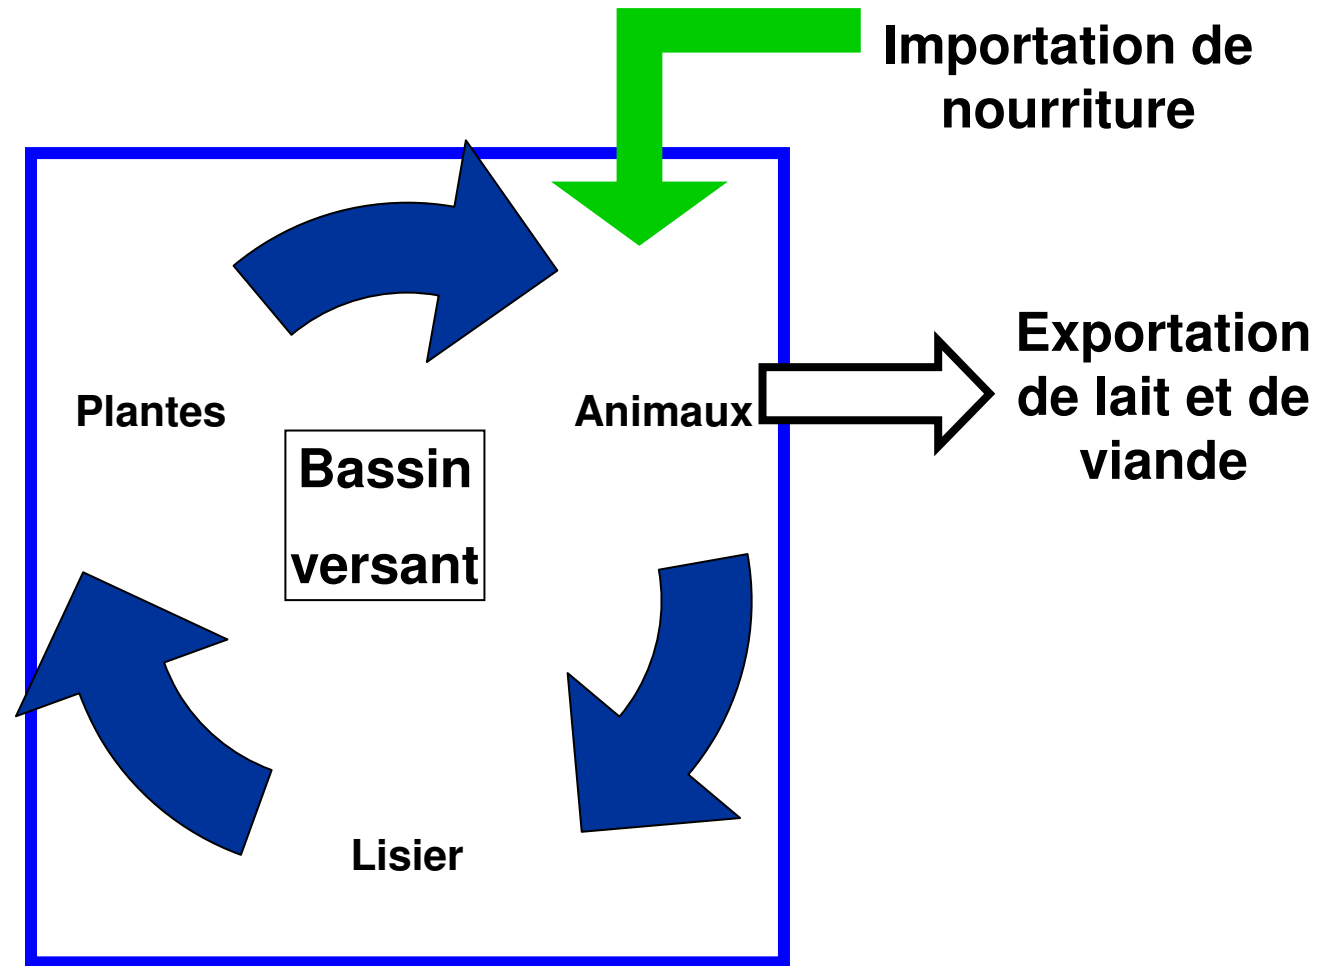 Importation de
nourriture
Exportation
de lait et de
viande
Plantes
Animaux
Bassin
versant
Lisier